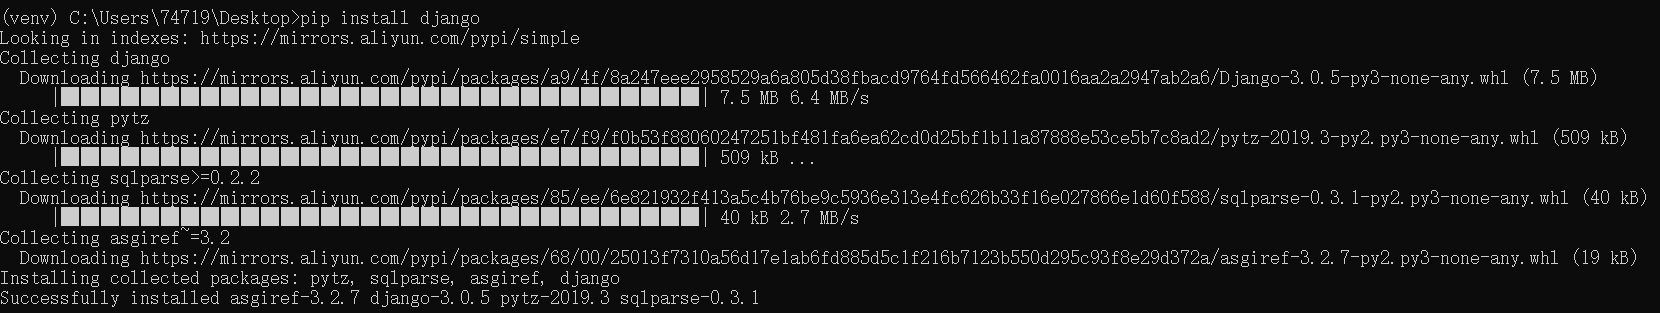 (venv) C:\Users\74719\Desktop>pip install django
Looking in indexes: https://mirrors.aliyun.com/pypi/simple
Collecting django
  Downloading https://mirrors.aliyun.com/pypi/packages/a9/4f/8a247eee2958529a6a805d38fbacd9764fd566462fa0016aa2a2947ab2a6/Django-3.0.5-py3-none-any.whl (7.5 MB)
     |████████████████████████████████| 7.5 MB 6.4 MB/s
Collecting pytz
  Downloading https://mirrors.aliyun.com/pypi/packages/e7/f9/f0b53f88060247251bf481fa6ea62cd0d25bf1b11a87888e53ce5b7c8ad2/pytz-2019.3-py2.py3-none-any.whl (509 kB)
     |████████████████████████████████| 509 kB ...
Collecting sqlparse>=0.2.2
  Downloading https://mirrors.aliyun.com/pypi/packages/85/ee/6e821932f413a5c4b76be9c5936e313e4fc626b33f16e027866e1d60f588/sqlparse-0.3.1-py2.py3-none-any.whl (40 kB)
     |████████████████████████████████| 40 kB 2.7 MB/s
Collecting asgiref~=3.2
  Downloading https://mirrors.aliyun.com/pypi/packages/68/00/25013f7310a56d17e1ab6fd885d5c1f216b7123b550d295c93f8e29d372a/asgiref-3.2.7-py2.py3-none-any.whl (19 kB)
Installing collected packages: pytz, sqlparse, asgiref, django
Successfully installed asgiref-3.2.7 django-3.0.5 pytz-2019.3 sqlparse-0.3.1